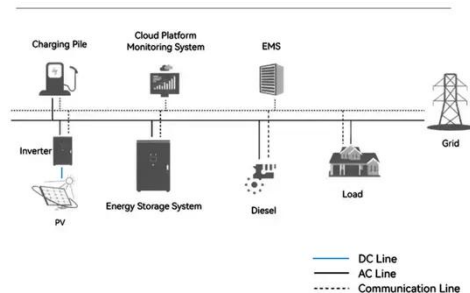 Charging Pile
Cloud Platform
Monitoring System
EMS
Grid
Inverter
PV
Energy Storage System
Diesel
Load
DC Line
AC Line
Communication Line